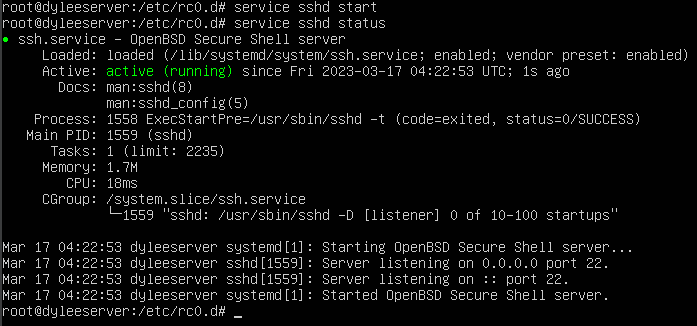 root@dyleeserver:/etc/rc0.d# service sshd start
root@dyleeserver:/etc/rc0.d# service sshd status
● ssh.service - OpenBSD Secure Shell server
Loaded: loaded (/lib/systemd/system/ssh.service; enabled; vendor preset: enabled)
Active: active (running) since Fri 2023-03-17 04:22:53 UTC; 1s ago
Docs: man:sshd(8)
man:sshd_config(5)
Process: 1558 ExecStartPre=/usr/sbin/sshd -t (code=exited, status=0/SUCCESS)
Main PID: 1559 (sshd)
Tasks: 1 (limit: 2235)
Memory: 1.7M
CPU: 18ms
CGroup: /system.slice/ssh.service
└─1559 "sshd: /usr/sbin/sshd -D [listener] 0 of 10-100 startups"
Mar 17 04:22:53 dyleeserver systemd[1]: Starting OpenBSD Secure Shell server...
Mar 17 04:22:53 dyleeserver sshd[1559]: Server listening on 0.0.0.0 port 22.
Mar 17 04:22:53 dyleeserver sshd[1559]: Server listening on :: port 22.
Mar 17 04:22:53 dyleeserver systemd[1]: Started OpenBSD Secure Shell server.
root@dyleeserver:/etc/rc0.d# _